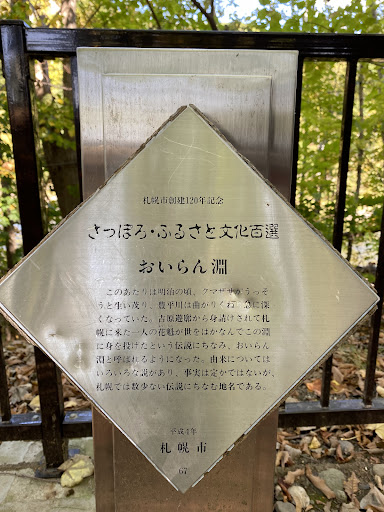 札幌市創建120年記念
さっぽろ・ふるさと文化百選
おいらん淵
このあたりは明治の頃、クマザサがうっそ
うと生い茂り、豊平川は曲がりくね、急に深
くなっていた。吉原遊廓から身請けされて札
幌に来た一人の花魁が世をはかなんでこの淵
に身を投げたという伝説にちなみ、おいらん
淵と呼ばれるようになった。由来については
いろいろな説があり、事実は定かではないが、
札幌では数少ない伝説にちなむ地名である。
平成4年
札幌市
67